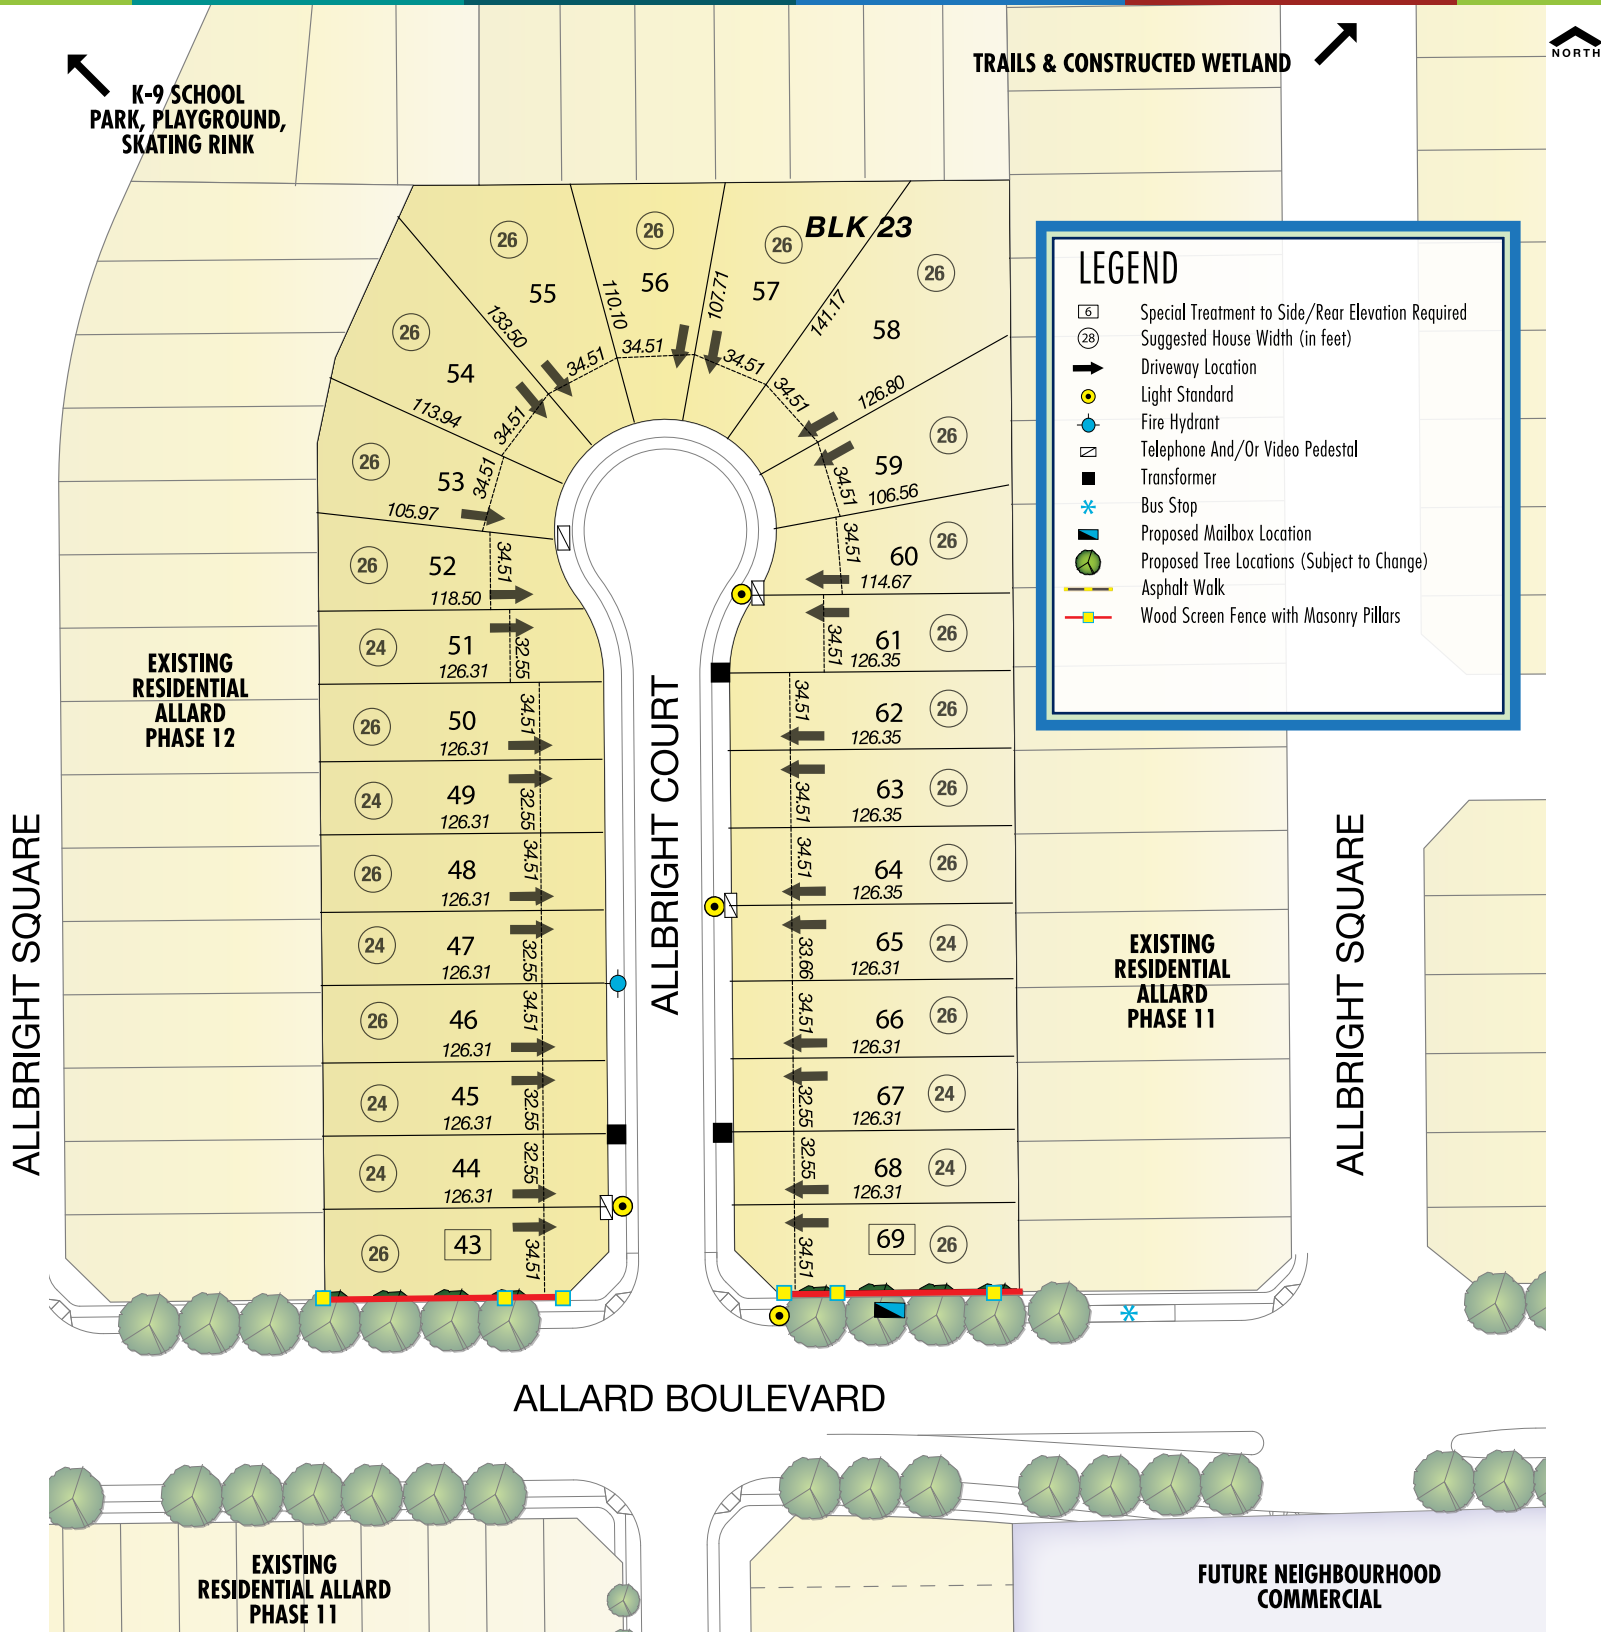 NORTH
TRAILS & CONSTRUCTED WETLAND
K-9 SCHOOL
PARK, PLAYGROUND,
SKATING RINK
BLK 23
LEGEND
6 Special Treatment to Side/Rear Elevation Required
28 Suggested House Width (in feet)
Driveway Location
Light Standard
Fire Hydrant
Telephone And/Or Video Pedestal
Transformer
Bus Stop
Proposed Mailbox Location
Proposed Tree Locations (Subject to Change)
Asphalt Walk
Wood Screen Fence with Masonry Pillars
26
55
133.50
34.51
26
56
110.10
34.51
26
57
107.71
34.51
26
58
141.17
34.51
126.80
26
54
113.94
34.51
26
53
105.97
34.51
26
52
118.50
34.51
24
51
126.31
32.55
26
50
126.31
34.51
24
49
126.31
32.55
26
48
126.31
34.51
24
47
126.31
32.55
26
46
126.31
34.51
24
45
126.31
32.55
24
44
126.31
32.55
26
43
34.51
26
59
106.56
34.51
26
60
114.67
34.51
26
61
126.35
34.51
26
62
126.35
34.51
26
63
126.35
34.51
26
64
126.35
34.51
24
65
126.31
33.66
26
66
126.31
34.51
24
67
126.31
32.55
24
68
126.31
32.55
26
69
34.51
EXISTING
RESIDENTIAL
ALLARD
PHASE 12
ALLBRIGHT SQUARE
ALLBRIGHT COURT
EXISTING
RESIDENTIAL
ALLARD
PHASE 11
ALLBRIGHT SQUARE
ALLARD BOULEVARD
EXISTING
RESIDENTIAL ALLARD
PHASE 11
FUTURE NEIGHBOURHOOD
COMMERCIAL